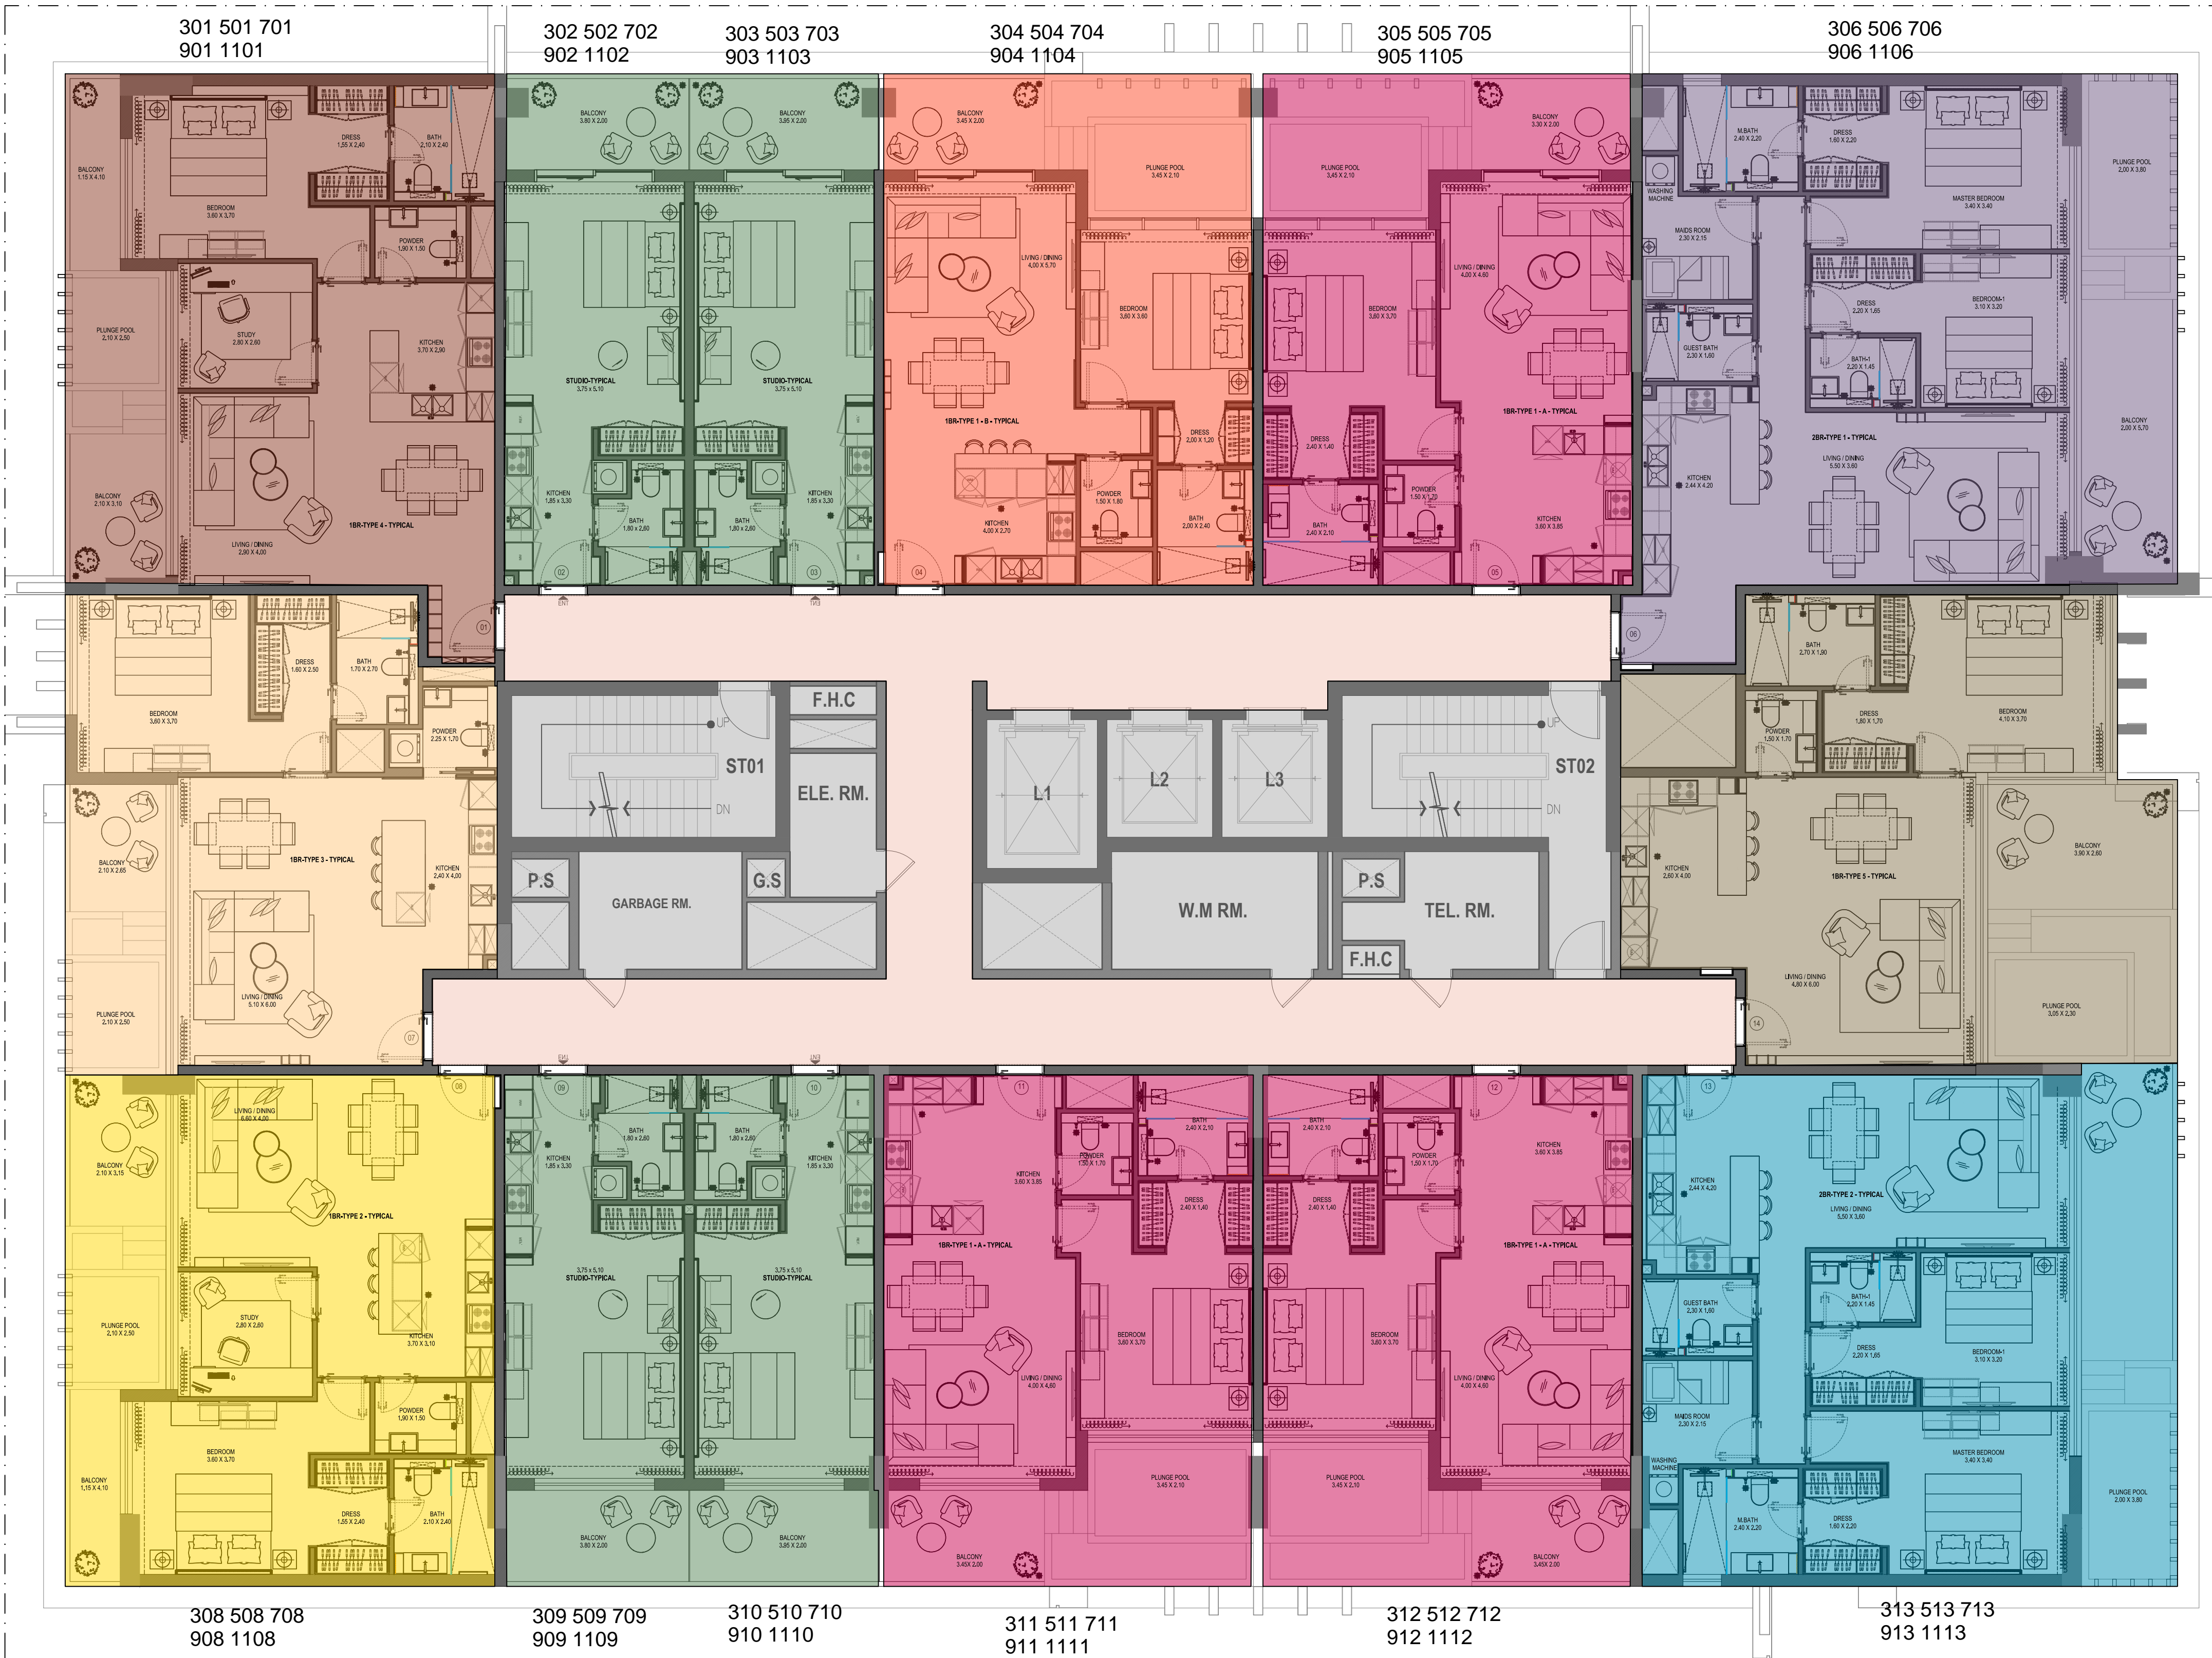 301 501 701
901 1101
302 502 702
902 1102
303 503 703
903 1103
304 504 704
904 1104
305 505 705
905 1105
306 506 706
906 1106
BALCONY
1.15 X 4.10
BEDROOM
3.60 X 3.70
DRESS
1.55 X 2.40
BATH
2.10 X 2.40
POWDER
1.90 X 1.50
PLUNGE POOL
2.10 X 2.50
STUDY
2.80 X 2.60
KITCHEN
3.70 X 2.90
BALCONY
2.10 X 3.10
LIVING / DINING
2.90 X 4.00
1BR-TYPE 4 - TYPICAL
01
BALCONY
3.80 X 2.00
STUDIO-TYPICAL
3.75 x 5.10
KITCHEN
1.85 x 3.30
BATH
1.80 x 2.60
02
ENT
BALCONY
3.95 X 2.00
STUDIO-TYPICAL
3.75 x 5.10
BATH
1.80 x 2.60
KITCHEN
1.85 x 3.30
03
ENT
BALCONY
3.45 X 2.00
PLUNGE POOL
3.45 X 2.10
LIVING / DINING
4.00 X 5.70
BEDROOM
3.60 X 3.60
1BR-TYPE 1 - B - TYPICAL
DRESS
2.00 X 1.20
POWDER
1.50 X 1.80
KITCHEN
4.00 X 2.70
BATH
2.00 X 2.40
04
PLUNGE POOL
3.45 X 2.10
BALCONY
3.30 X 2.00
BEDROOM
3.60 X 3.70
LIVING / DINING
4.00 X 4.60
1BR-TYPE 1 - A - TYPICAL
DRESS
2.40 X 1.40
POWDER
1.50 X 1.70
BATH
2.40 X 2.10
KITCHEN
3.60 X 3.85
05
M.BATH
2.40 X 2.20
DRESS
1.60 X 2.20
PLUNGE POOL
2.00 X 3.80
WASHING
MACHINE
MASTER BEDROOM
3.40 X 3.40
MAIDS ROOM
2.30 X 2.15
DRESS
2.20 X 1.65
BEDROOM-1
3.10 X 3.20
GUEST BATH
2.30 X 1.60
BATH-1
2.20 X 1.45
2BR-TYPE 1 - TYPICAL
LIVING / DINING
5.50 X 3.60
KITCHEN
2.44 X 4.20
BALCONY
2.00 X 5.70
06
BEDROOM
3.60 X 3.70
DRESS
1.60 X 2.50
BATH
1.70 X 2.70
POWDER
2.25 X 1.70
BALCONY
2.10 X 2.65
1BR-TYPE 3 - TYPICAL
KITCHEN
2.40 X 4.00
LIVING / DINING
5.10 X 6.00
PLUNGE POOL
2.10 X 2.50
07
UP
ST01
DN
F.H.C
ELE. RM.
P.S
GARBAGE RM.
G.S
L1
L2
L3
UP
ST02
DN
W.M RM.
P.S
TEL. RM.
F.H.C
BATH
2.70 X 1.90
DRESS
1.80 X 1.70
BEDROOM
4.10 X 3.70
POWDER
1.50 X 1.70
KITCHEN
2.60 X 4.00
1BR-TYPE 5 - TYPICAL
BALCONY
3.90 X 2.60
LIVING / DINING
4.80 X 6.00
PLUNGE POOL
3.05 X 2.30
14
08
LIVING / DINING
6.60 X 4.00
BALCONY
2.10 X 3.15
1BR-TYPE 2 - TYPICAL
PLUNGE POOL
2.10 X 2.50
STUDY
2.80 X 2.60
KITCHEN
3.70 X 3.10
POWDER
1.90 X 1.50
BEDROOM
3.60 X 3.70
BALCONY
1.15 X 4.10
DRESS
1.55 X 2.40
BATH
2.10 X 2.40
ENT
09
BATH
1.80 x 2.60
KITCHEN
1.85 x 3.30
3.75 x 5.10
STUDIO-TYPICAL
BALCONY
3.80 X 2.00
ENT
10
BATH
1.80 x 2.60
KITCHEN
1.85 x 3.30
3.75 x 5.10
STUDIO-TYPICAL
BALCONY
3.95 X 2.00
11
BATH
2.40 X 2.10
POWDER
1.50 X 1.70
KITCHEN
3.60 X 3.85
DRESS
2.40 X 1.40
1BR-TYPE 1 - A - TYPICAL
BEDROOM
3.60 X 3.70
LIVING / DINING
4.00 X 4.60
PLUNGE POOL
3.45 X 2.10
BALCONY
3.45X 2.00
12
BATH
2.40 X 2.10
POWDER
1.50 X 1.70
KITCHEN
3.60 X 3.85
DRESS
2.40 X 1.40
1BR-TYPE 1 - A - TYPICAL
BEDROOM
3.60 X 3.70
LIVING / DINING
4.00 X 4.60
PLUNGE POOL
3.45 X 2.10
BALCONY
3.45X 2.00
13
KITCHEN
2.44 X 4.20
2BR-TYPE 2 - TYPICAL
LIVING / DINING
5.50 X 3.60
GUEST BATH
2.30 X 1.60
BATH-1
2.20 X 1.45
DRESS
2.20 X 1.65
BEDROOM-1
3.10 X 3.20
MAIDS ROOM
2.30 X 2.15
MASTER BEDROOM
3.40 X 3.40
WASHING
MACHINE
M.BATH
2.40 X 2.20
DRESS
1.60 X 2.20
PLUNGE POOL
2.00 X 3.80
308 508 708
908 1108
309 509 709
909 1109
310 510 710
910 1110
311 511 711
911 1111
312 512 712
912 1112
313 513 713
913 1113